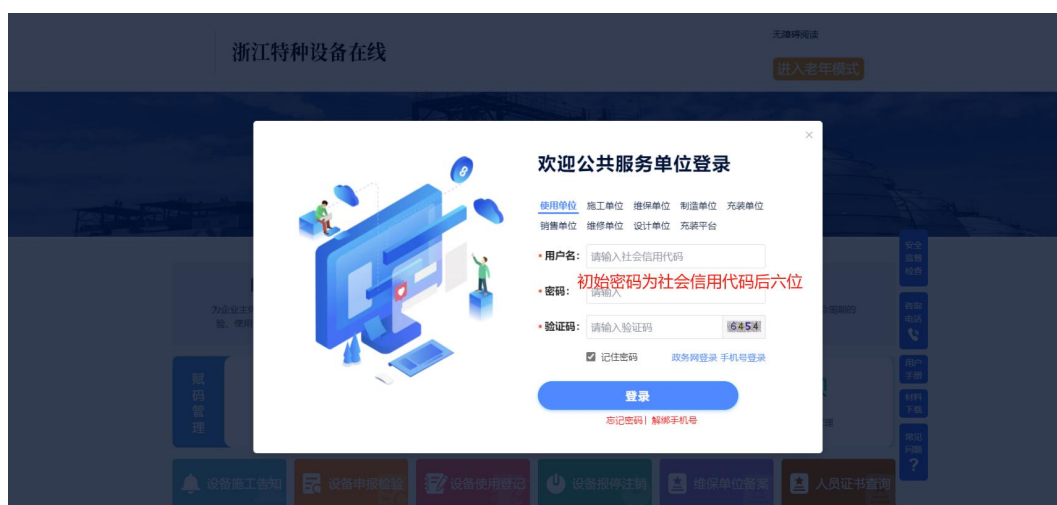 无障碍阅读
浙江特种设备在线
进入老年模式
×
欢迎公共服务单位登录
使用单位 施工单位 维保单位 制造单位 充装单位
销售单位 维修单位 设计单位 充装平台
* 用户名: 请输入社会信用代码
初始密码为社会信用代码后六位
* 密码: 请输入
* 验证码: 请输入验证码 6454
记住密码 政务网登录 手机号登录
登录
忘记密码| 解绑手机号
安全
监督
检查
咨询
电话
用户
手册
材料
下载
常见
问题
?
为企业主
验、使用
赋
码
管
理
设备施工告知 设备申报检验 设备使用登记 设备报停注销 维保单位备案 人员证书查询